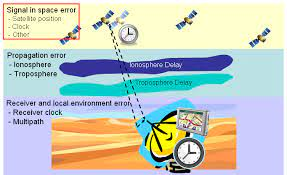 Signal in space error
- Satellite position
- Clock
- Other
Propagation error
- Ionosphere
- Troposphere
Ionosphere Delay
Troposphere Delay
Receiver and local environment error
- Receiver clock
- Multipath